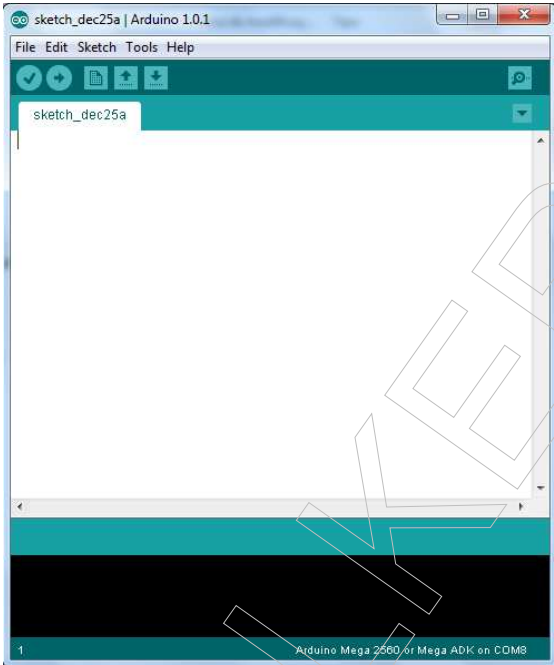 sketch_dec25a | Arduino 1.0.1
File Edit Sketch Tools Help
sketch_dec25a
1
Arduino Mega 2560 or Mega ADK on COM8